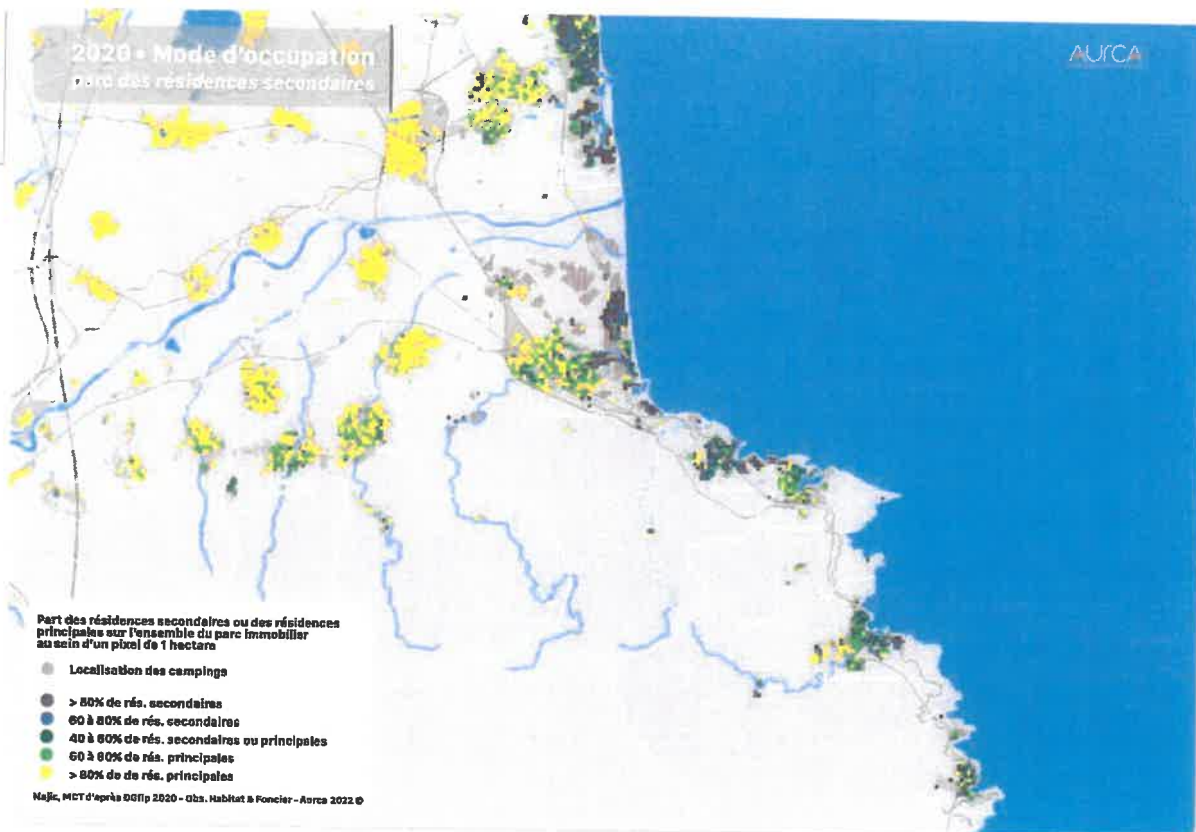 2020 • Mode d'occupation
parc des résidences secondaires
AURCA
Part des résidences secondaires ou des résidences
principales sur l'ensemble du parc immobilier
au sein d'un pixel de 1 hectare
Localisation des campings
> 80% de rés. secondaires
60 à 80% de rés. secondaires
40 à 60% de rés. secondaires ou principales
60 à 80% de rés. principales
> 80% de de rés. principales
Majic, MCT d'après DGfip 2020 - Obs. Habitat & Foncier - Aurca 2022 ©